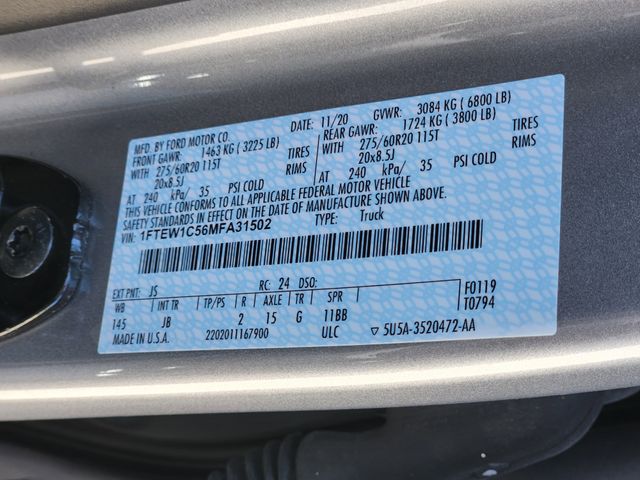 MFD. BY FORD MOTOR CO. DATE: 11/20 GVWR: 3084 KG ( 6800 LB)
FRONT GAWR: 1463 KG ( 3225 LB) REAR GAWR: 1724 KG ( 3800 LB)
WITH 275/60R20 115T TIRES WITH 275/60R20 115T TIRES
20x8.5J RIMS 20x8.5J RIMS
AT 240 kPa/ 35 PSI COLD AT 240 kPa/ 35 PSI COLD
THIS VEHICLE CONFORMS TO ALL APPLICABLE FEDERAL MOTOR VEHICLE
SAFETY STANDARDS IN EFFECT ON THE DATE OF MANUFACTURE SHOWN ABOVE.
VIN: 1FTEW1C56MFA31502 TYPE: Truck
EXT PNT: JS RC: 24 DSO: F0119
WB INT TR TP/PS R AXLE TR SPR T0794
145 JB 2 15 G 11BB
MADE IN U.S.A. 2202011167900 ULC ▽ 5U5A-3520472-AA